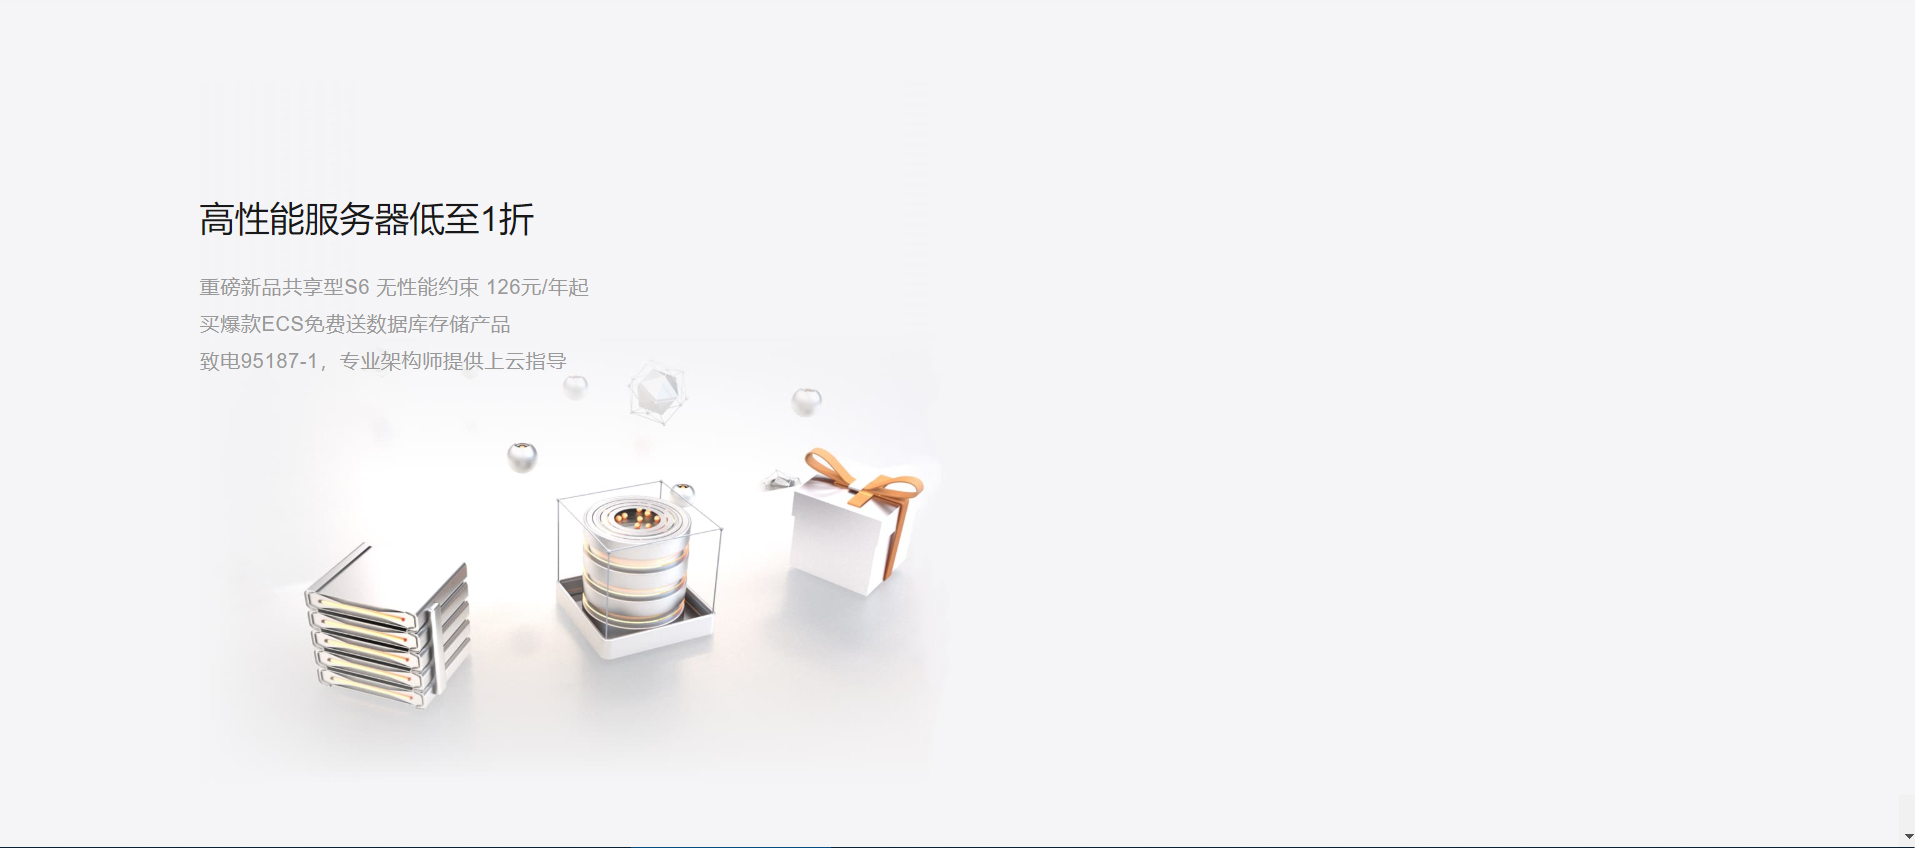 高性能服务器低至1折
重磅新品共享型S6 无性能约束 126元/年起
买爆款ECS免费送数据库存储产品
致电95187-1，专业架构师提供上云指导